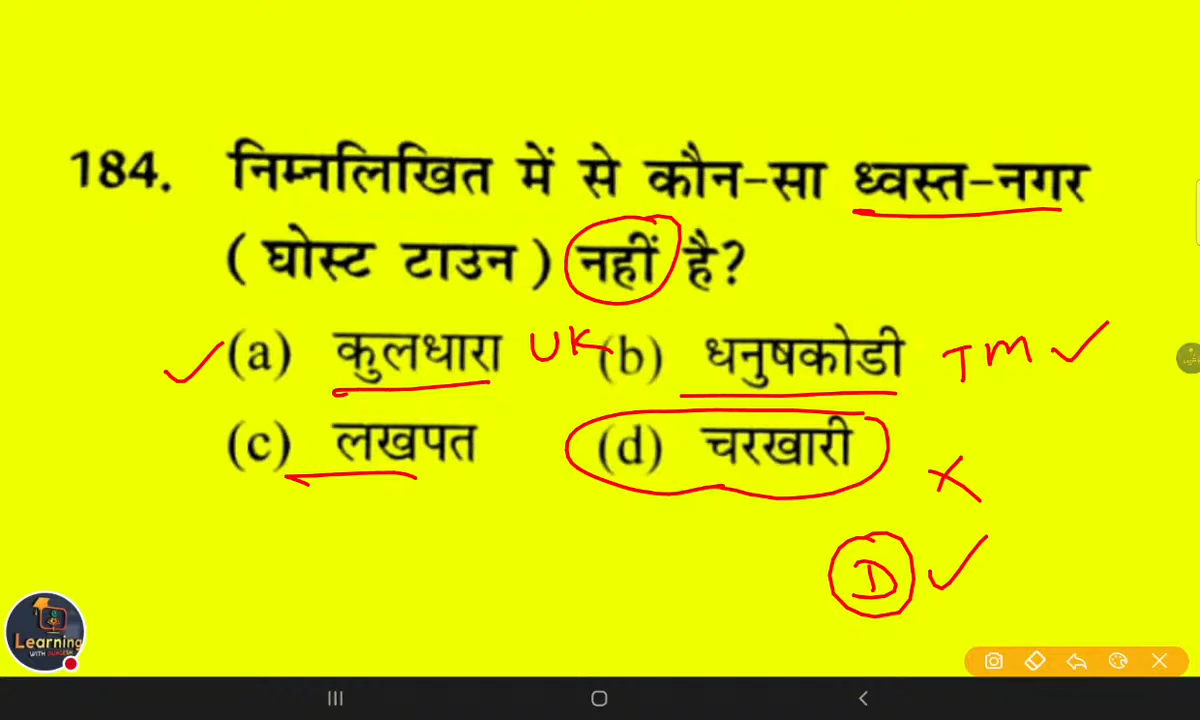 184. निम्नलिखित में से कौन-सा ध्वस्त-नगर
( घोस्ट टाउन ) नहीं है?
(a) कुलधारा UK (b) धनुषकोडी TM
(c) लखपत (d) चरखारी
D
Learning